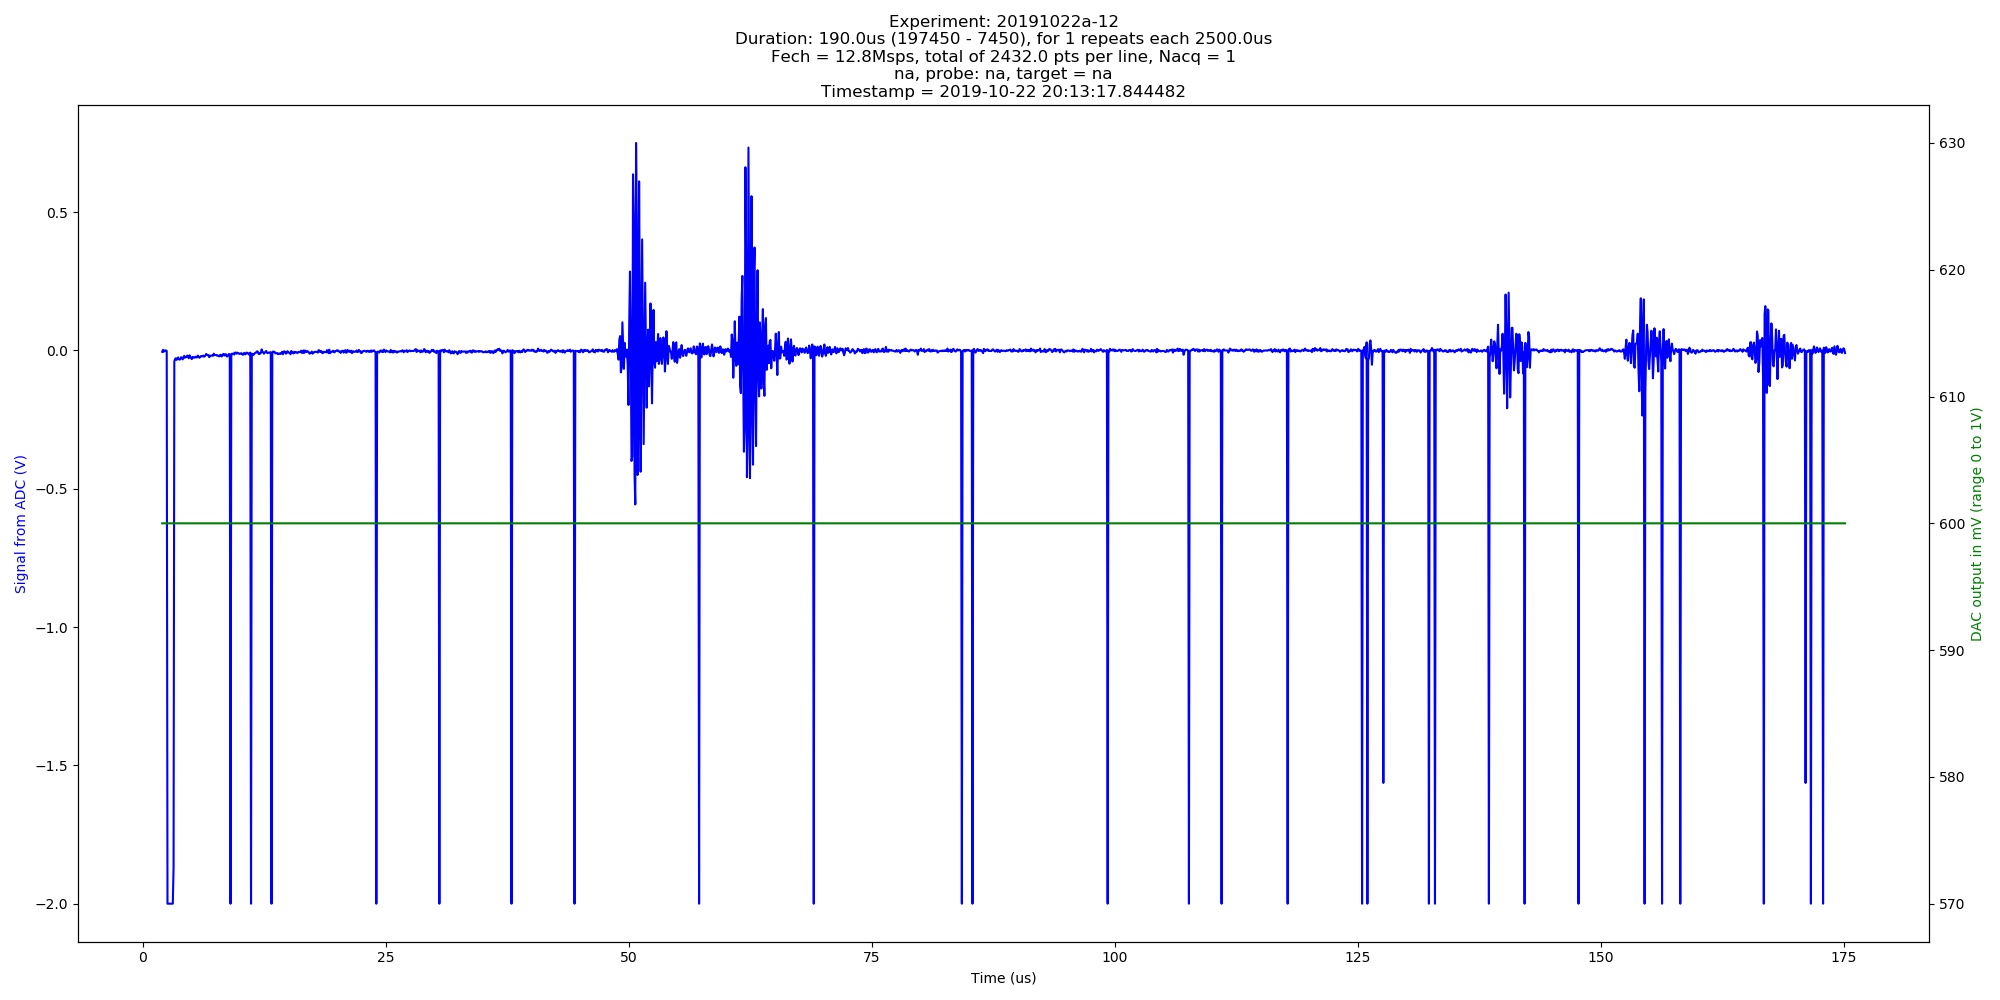 Experiment: 20191022a-12
Duration: 190.0us (197450 - 7450), for 1 repeats each 2500.0us
Fech = 12.8Msps, total of 2432.0 pts per line, Nacq = 1
na, probe: na, target = na
Timestamp = 2019-10-22 20:13:17.844482
Signal from ADC (V)
0.5
0.0
−0.5
−1.0
−1.5
−2.0
630
620
610
600
590
580
570
DAC output in mV (range 0 to 1V)
0
25
50
75
100
125
150
175
Time (us)